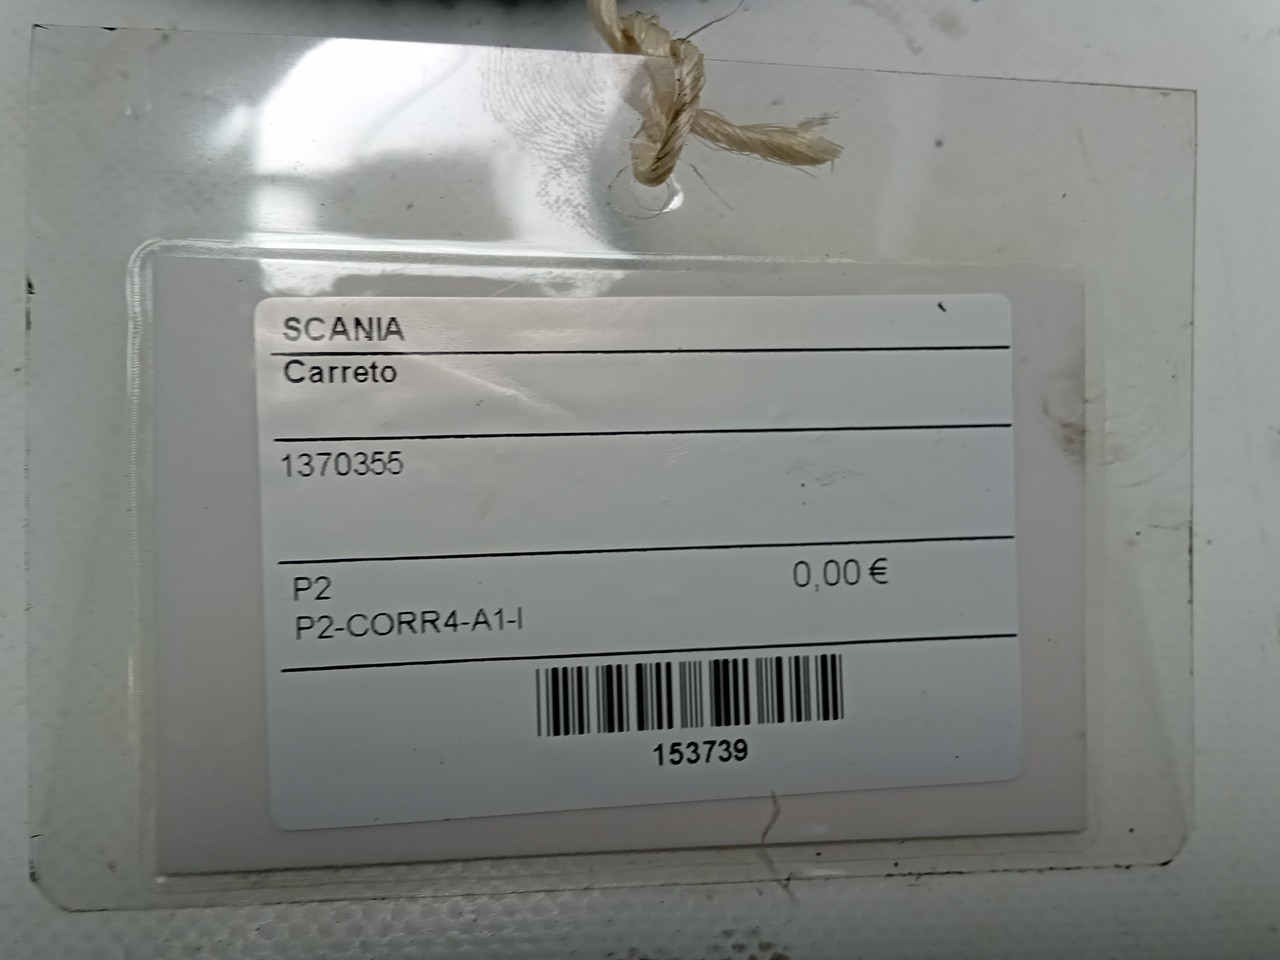 SCANIA
Carreto
1370355
P2
0,00 €
P2-CORR4-A1-I
153739